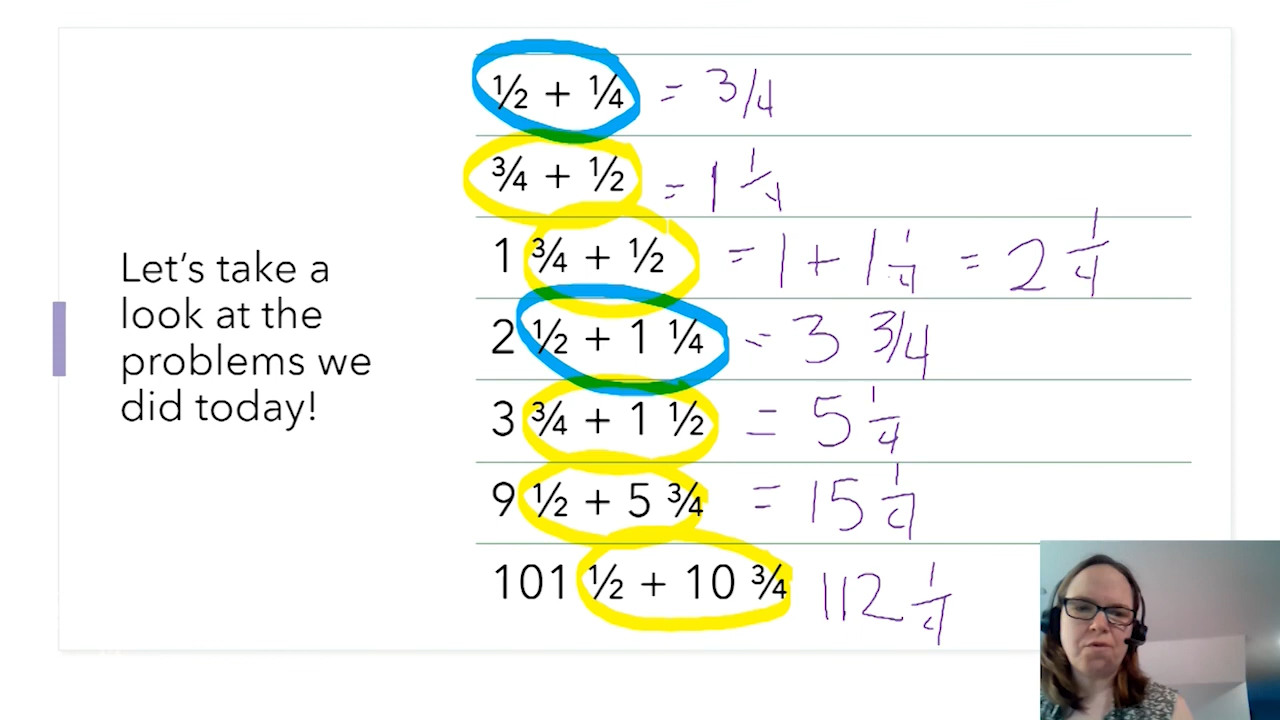 Let's take a
look at the
problems we
did today!
½ + ¼ = 3/4
¾ + ½ = 1 1/4
1 ¾ + ½ = 1 + 1 1/4 = 2 1/4
2 ½ + 1 ¼ = 3 3/4
3 ¾ + 1 ½ = 5 1/4
9 ½ + 5 ¾ = 15 1/4
101 ½ + 10 ¾ 112 1/4